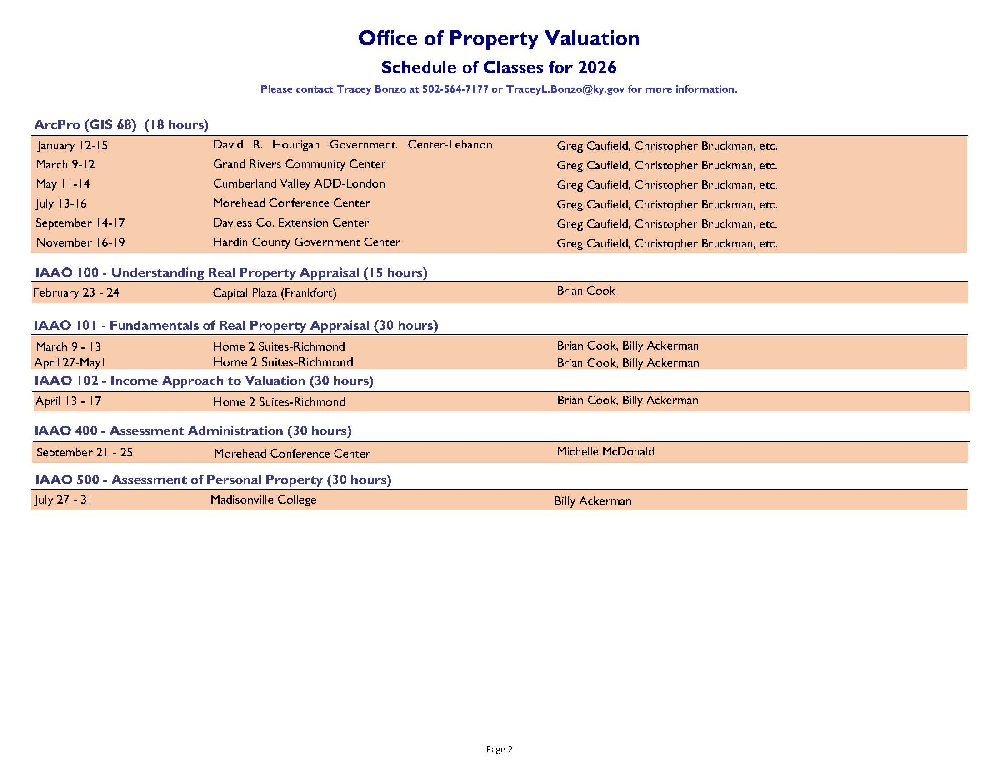 Office of Property Valuation
Schedule of Classes for 2026
Please contact Tracey Bonzo at 502-564-7177 or TraceyL.Bonzo@ky.gov for more information.
ArcPro (GIS 68) (18 hours)
January 12-15 David R. Hourigan Government. Center-Lebanon Greg Caufield, Christopher Bruckman, etc.
March 9-12 Grand Rivers Community Center Greg Caufield, Christopher Bruckman, etc.
May 11-14 Cumberland Valley ADD-London Greg Caufield, Christopher Bruckman, etc.
July 13-16 Morehead Conference Center Greg Caufield, Christopher Bruckman, etc.
September 14-17 Daviess Co. Extension Center Greg Caufield, Christopher Bruckman, etc.
November 16-19 Hardin County Government Center Greg Caufield, Christopher Bruckman, etc.
IAAO 100 - Understanding Real Property Appraisal (15 hours)
February 23 - 24 Capital Plaza (Frankfort) Brian Cook
IAAO 101 - Fundamentals of Real Property Appraisal (30 hours)
March 9 - 13 Home 2 Suites-Richmond Brian Cook, Billy Ackerman
April 27-May1 Home 2 Suites-Richmond Brian Cook, Billy Ackerman
IAAO 102 - Income Approach to Valuation (30 hours)
April 13 - 17 Home 2 Suites-Richmond Brian Cook, Billy Ackerman
IAAO 400 - Assessment Administration (30 hours)
September 21 - 25 Morehead Conference Center Michelle McDonald
IAAO 500 - Assessment of Personal Property (30 hours)
July 27 - 31 Madisonville College Billy Ackerman
Page 2